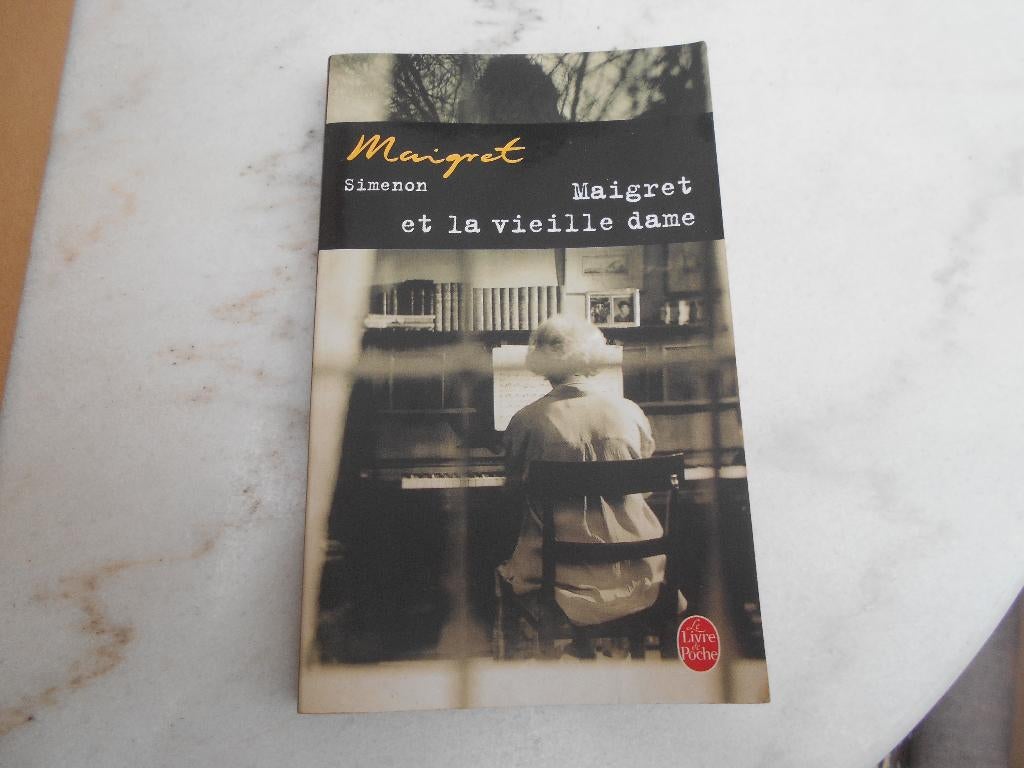 Maigret
Simenon
Maigret
et la vieille dame
Le
Livre
de
Poche